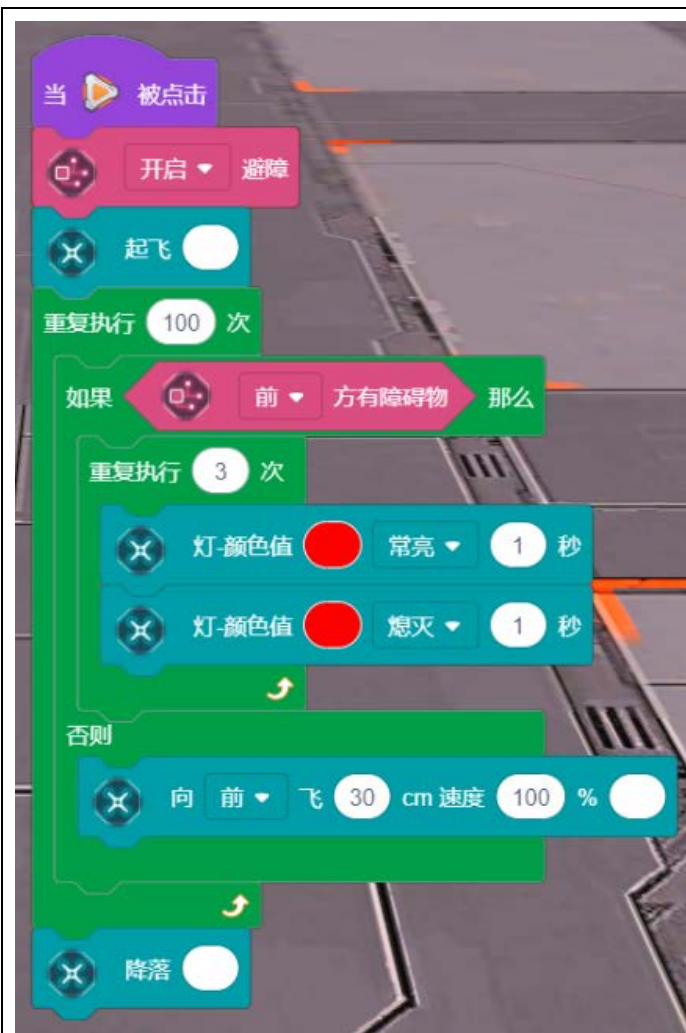 当 被点击
开启 避障
起飞
重复执行 100 次
如果 前 方有障碍物 那么
重复执行 3 次
灯-颜色值 常亮 1 秒
灯-颜色值 熄灭 1 秒
否则
向 前 飞 30 cm 速度 100 %
降落